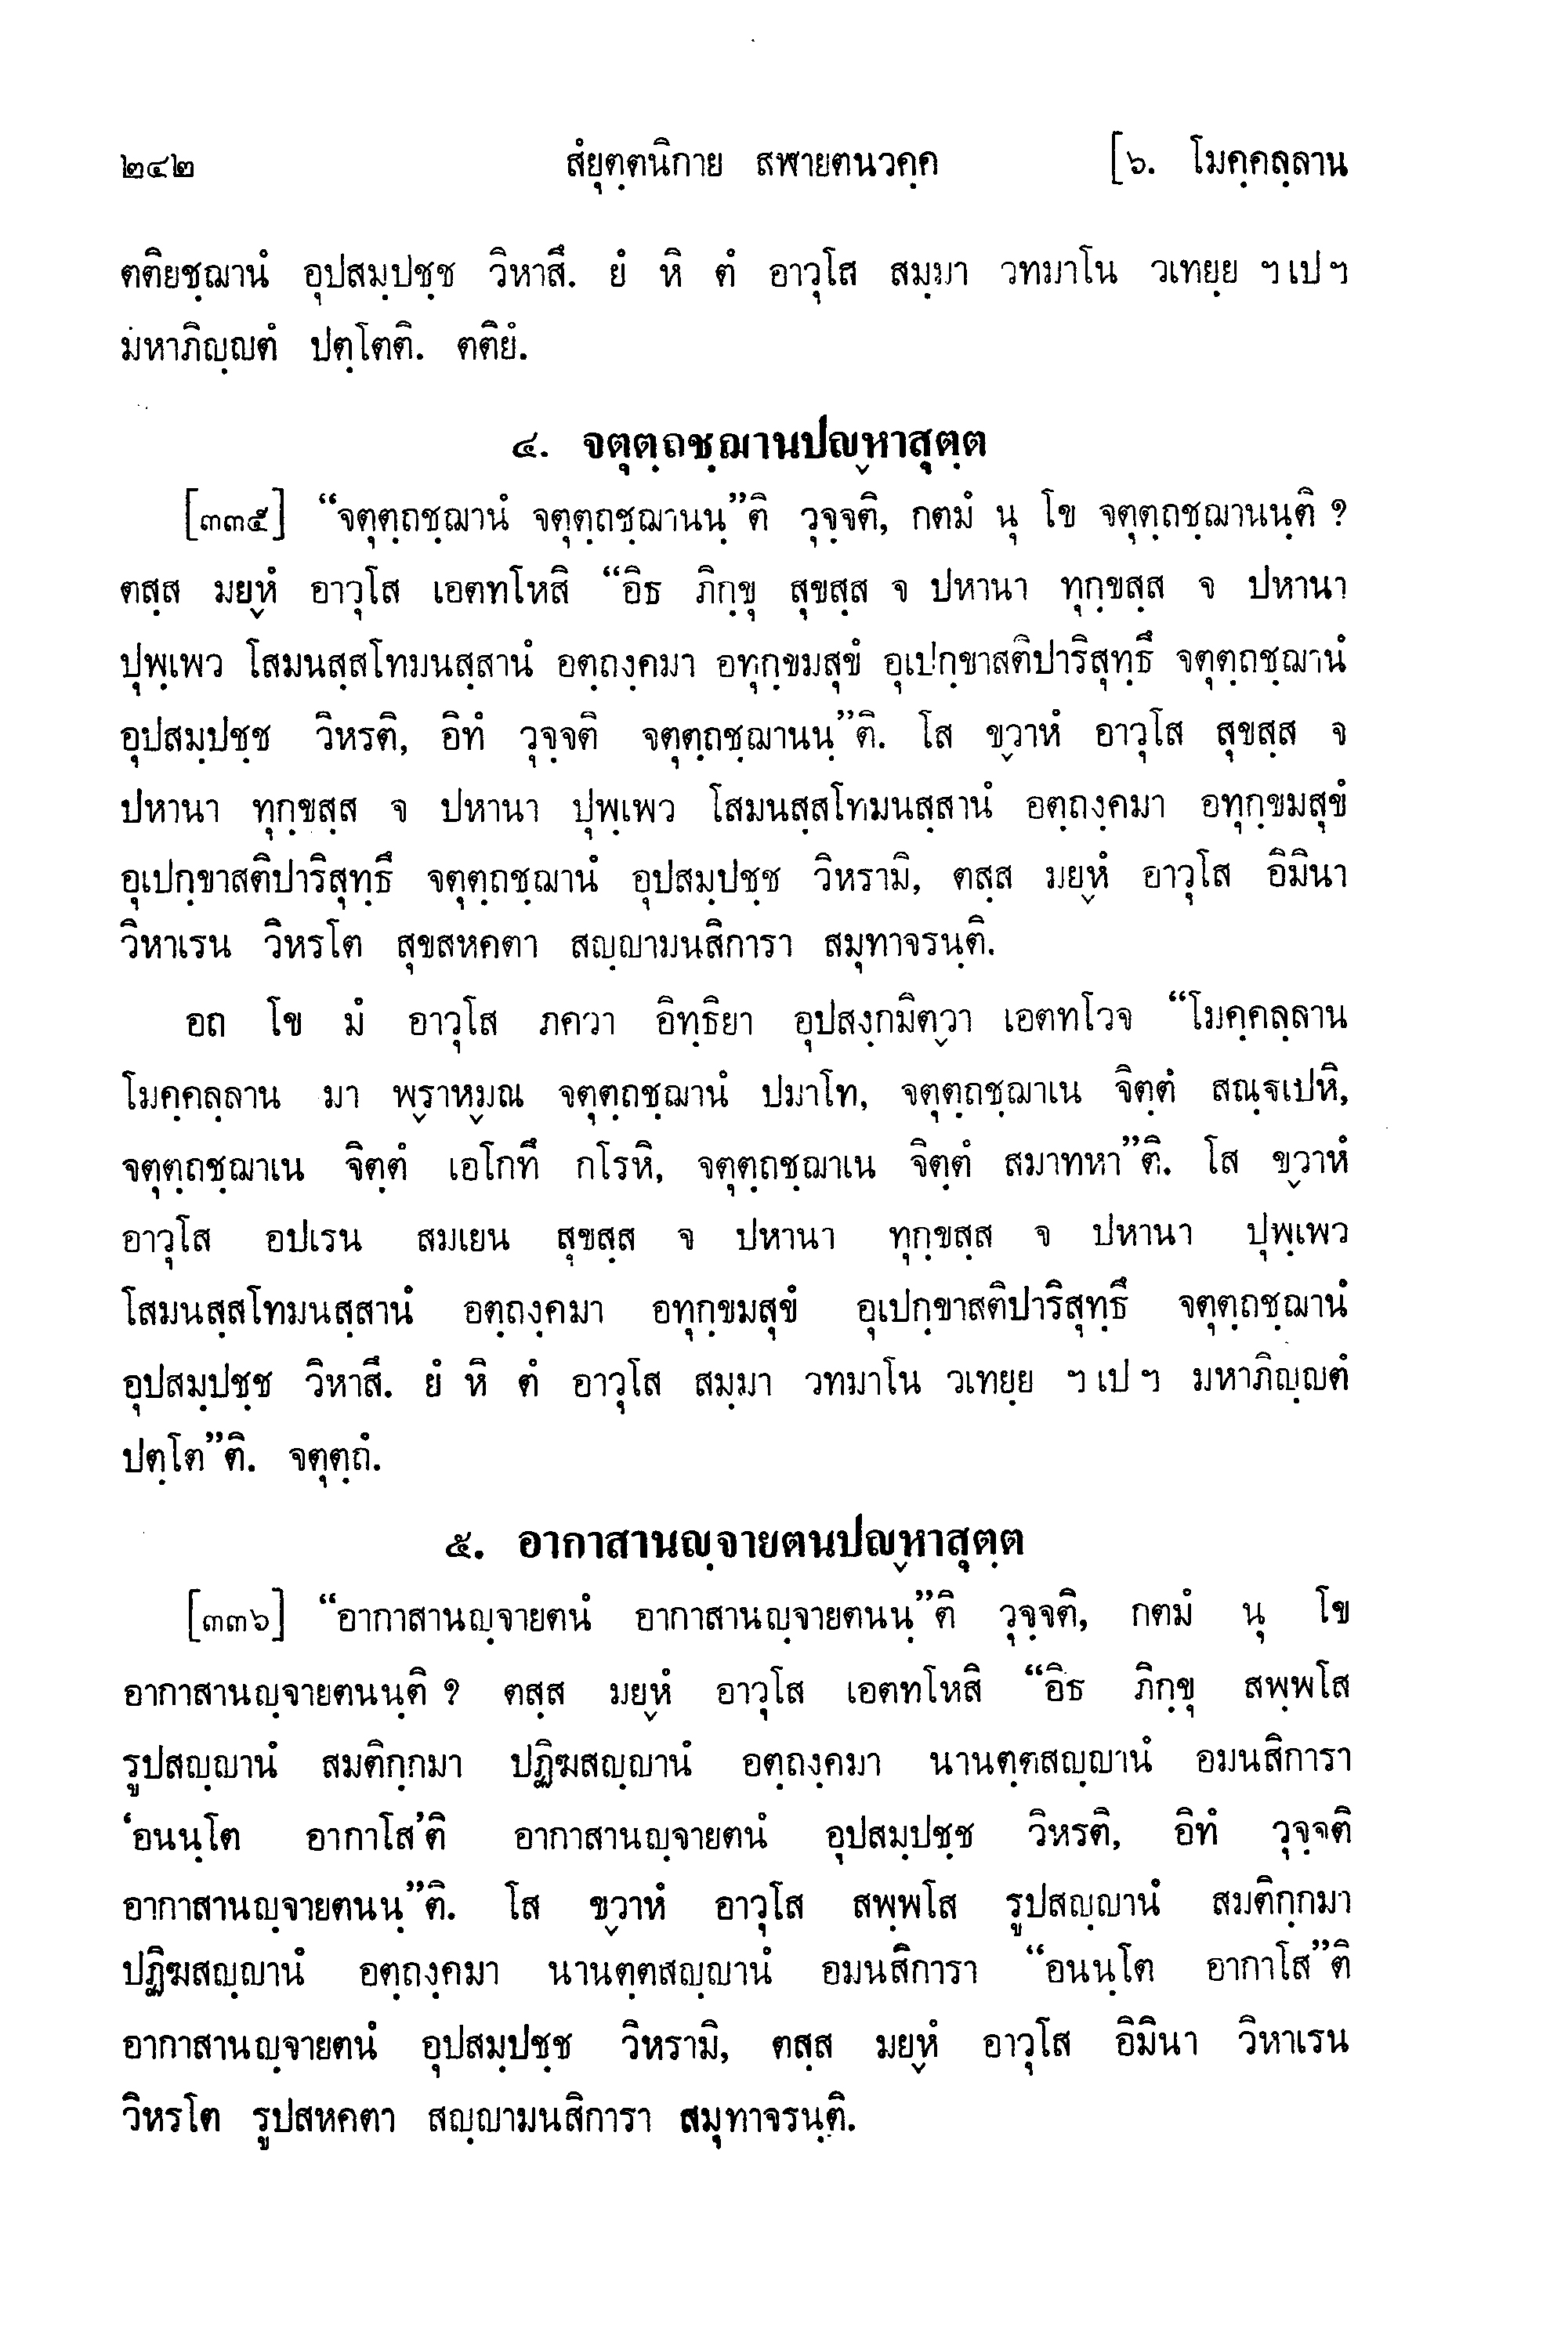 ๒๔๒ สํยุตฺตนิกาย สฬายตนวคฺค [๖. โมคฺคลฺลาน
ตติยชฺฌานํ อุปสมฺปชฺช วิหาสึ. ยํ หิ ตํ อาวุโส สมฺมา วทมาโน วเทยฺย ฯ เป ฯ
มหาภิญฺญตํ ปตฺโตติ. ตติยํ.
๔. จตุตฺถชฺฌานปญฺหาสุตฺต
[๓๓๕] “จตุตฺถชฺฌานํ จตุตฺถชฺฌานนฺ”ติ วุจฺจติ, กตมํ นุ โข จตุตฺถชฺฌานนฺติ ?
ตสฺส มยฺหํ อาวุโส เอตทโหสิ “อิธ ภิกฺขุ สุขสฺส จ ปหานา ทุกฺขสฺส จ ปหานา
ปุพฺเพว โสมนสฺสโทมนสฺสานํ อตฺถงฺคมา อทุกฺขมสุขํ อุเปกฺขาสติปาริสุทฺธึ จตุตฺถชฺฌานํ
อุปสมฺปชฺช วิหรติ, อิทํ วุจฺจติ จตุตฺถชฺฌานนฺ”ติ. โส ขฺวาหํ อาวุโส สุขสฺส จ
ปหานา ทุกฺขสฺส จ ปหานา ปุพฺเพว โสมนสฺสโทมนสฺสานํ อตฺถงฺคมา อทุกฺขมสุขํ
อุเปกฺขาสติปาริสุทฺธึ จตุตฺถชฺฌานํ อุปสมฺปชฺช วิหรามิ, ตสฺส มยฺหํ อาวุโส อิมินา
วิหาเรน วิหรโต สุขสหคตา สญฺญามนสิการา สมุทาจรนฺติ.
อถ โข มํ อาวุโส ภควา อิทฺธิยา อุปสงฺกมิตฺวา เอตทโวจ “โมคฺคลฺลาน
โมคฺคลฺลาน มา พฺราหฺมณ จตุตฺถชฺฌานํ ปมาโท, จตุตฺถชฺฌาเน จิตฺตํ สณฺฐเปหิ,
จตุตฺถชฺฌาเน จิตฺตํ เอโกทึ กโรหิ, จตุตฺถชฺฌาเน จิตฺตํ สมาทหา”ติ. โส ขฺวาหํ
อาวุโส อปเรน สมเยน สุขสฺส จ ปหานา ทุกฺขสฺส จ ปหานา ปุพฺเพว
โสมนสฺสโทมนสฺสานํ อตฺถงฺคมา อทุกฺขมสุขํ อุเปกฺขาสติปาริสุทฺธึ จตุตฺถชฺฌานํ
อุปสมฺปชฺช วิหาสึ. ยํ หิ ตํ อาวุโส สมฺมา วทมาโน วเทยฺย ฯ เป ฯ มหาภิญฺญตํ
ปตฺโต”ติ. จตุตฺถํ.
๕. อากาสานญฺจายตนปญฺหาสุตฺต
[๓๓๖] “อากาสานญฺจายตนํ อากาสานญฺจายตนนฺ”ติ วุจฺจติ, กตมํ นุ โข
อากาสานญฺจายตนนฺติ ? ตสฺส มยฺหํ อาวุโส เอตทโหสิ “อิธ ภิกฺขุ สพฺพโส
รูปสญฺญานํ สมติกฺกมา ปฏิฆสญฺญานํ อตฺถงฺคมา นานตฺตสญฺญานํ อมนสิการา
‘อนนฺโต อากาโส’ติ อากาสานญฺจายตนํ อุปสมฺปชฺช วิหรติ, อิทํ วุจฺจติ
อากาสานญฺจายตนนฺ”ติ. โส ขฺวาหํ อาวุโส สพฺพโส รูปสญฺญานํ สมติกฺกมา
ปฏิฆสญฺญานํ อตฺถงฺคมา นานตฺตสญฺญานํ อมนสิการา “อนนฺโต อากาโส”ติ
อากาสานญฺจายตนํ อุปสมฺปชฺช วิหรามิ, ตสฺส มยฺหํ อาวุโส อิมินา วิหาเรน
วิหรโต รูปสหคตา สญฺญามนสิการา สมุทาจรนฺติ.